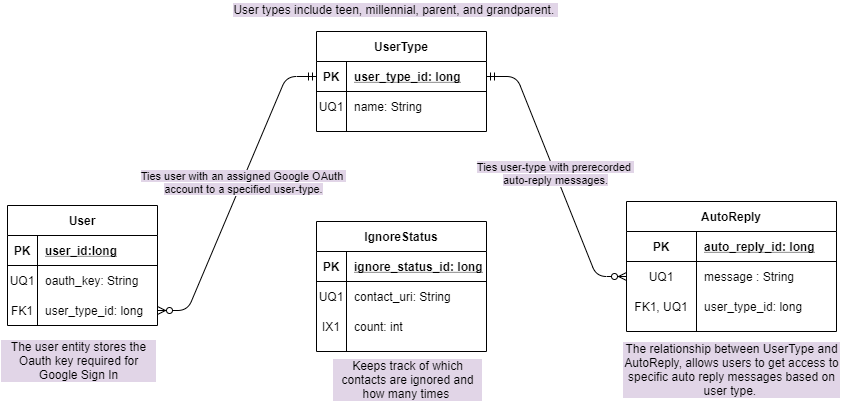 User types include teen, millennial, parent, and grandparent.
UserType
PK user_type_id: long
UQ1 name: String
Ties user with an assigned Google OAuth
account to a specified user-type.
Ties user-type with prerecorded
auto-reply messages.
User
PK user_id:long
UQ1 oauth_key: String
FK1 user_type_id: long
The user entity stores the
Oauth key required for
Google Sign In
IgnoreStatus
PK ignore_status_id: long
UQ1 contact_uri: String
IX1 count: int
Keeps track of which
contacts are ignored and
how many times
AutoReply
PK auto_reply_id: long
UQ1 message : String
FK1, UQ1 user_type_id: long
The relationship between UserType and
AutoReply, allows users to get access to
specific auto reply messages based on
user type.